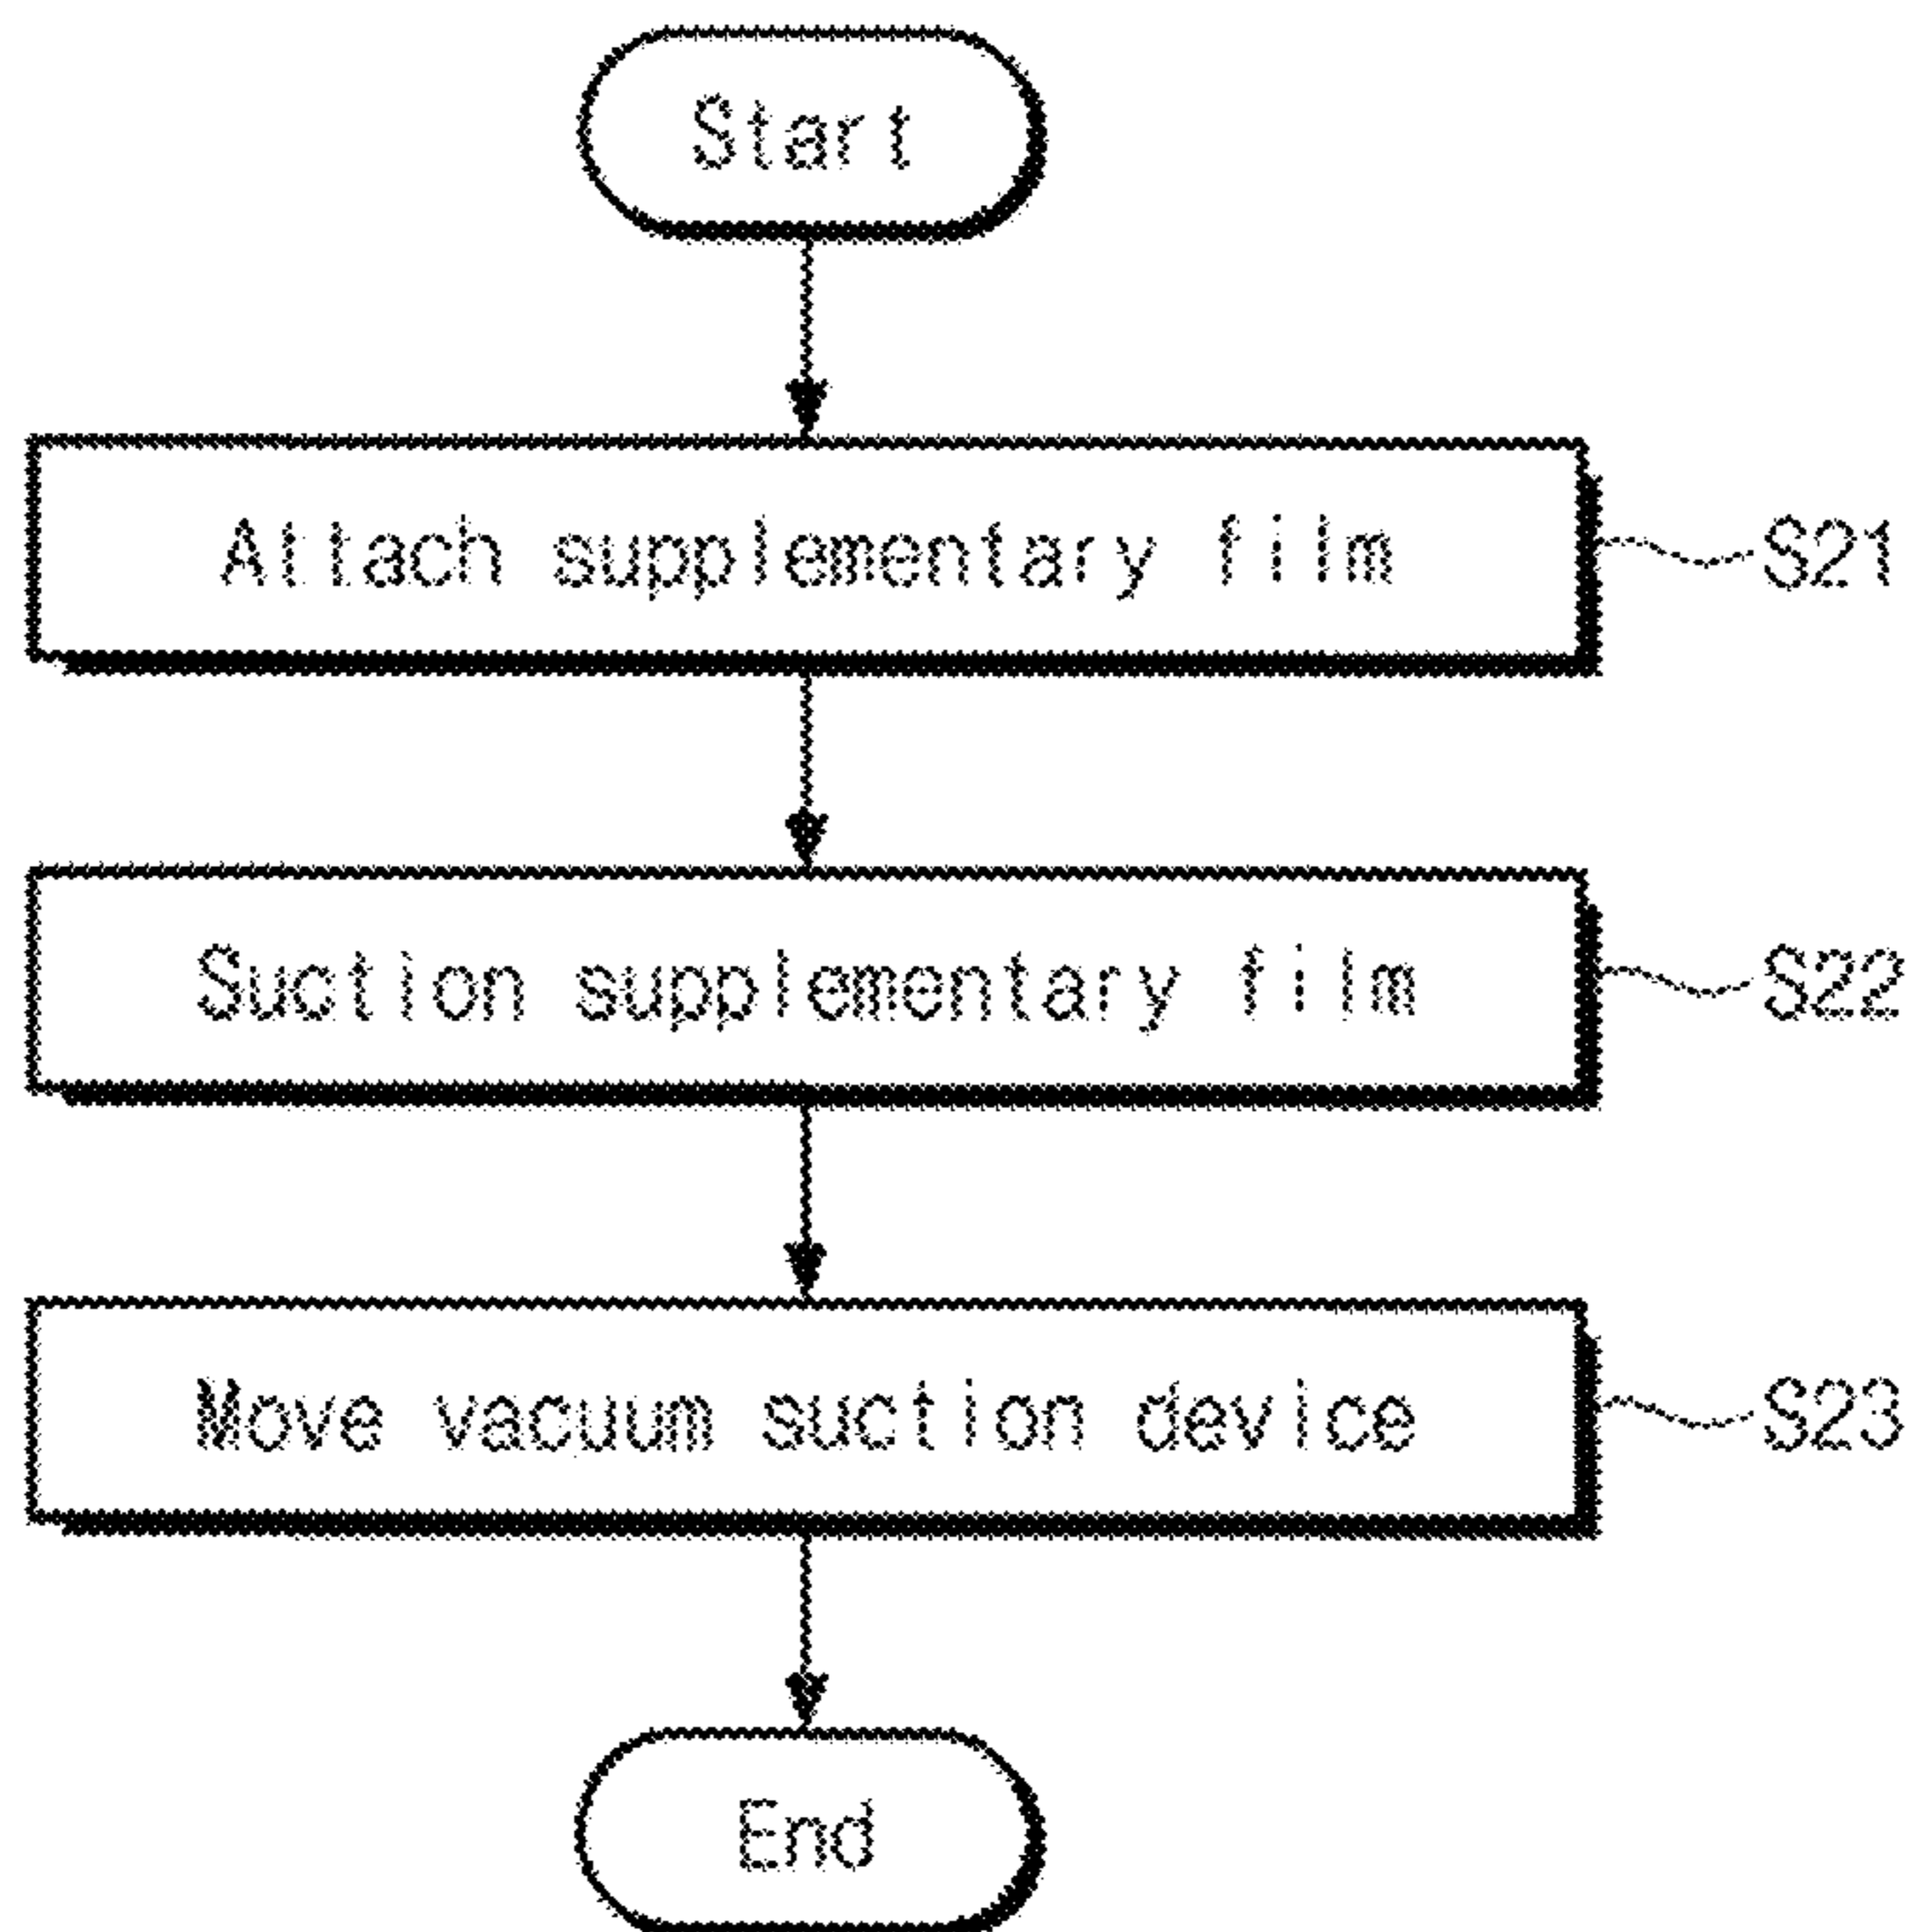 Start
Attach supplementary film
S21
Suction supplementary film
S22
Move vacuum suction device
S23
End